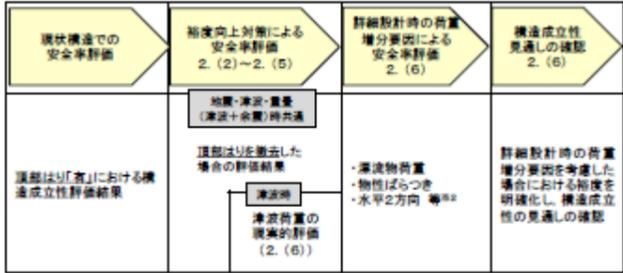 現状構造での
安全率評価
裕度向上対策による
安全率評価
2.(2)~2.(5)
詳細設計時の荷重
増分要因による
安全率評価
2.(6)
構造成立性
見通しの確認
2.(6)
頂部はり「有」における構
造成立性評価結果
地震・津波・重畳
(津波+余震)時共通
頂部はりを撤去した
場合の評価結果
津波時
津波荷重の
現実的評価
(2.(6))
・漂流物荷重
・物性ばらつき
・水平2方向 等※2
詳細設計時の荷重
増分要因を考慮した
場合における裕度を
明確化し、構造成立
性の見通しの確認